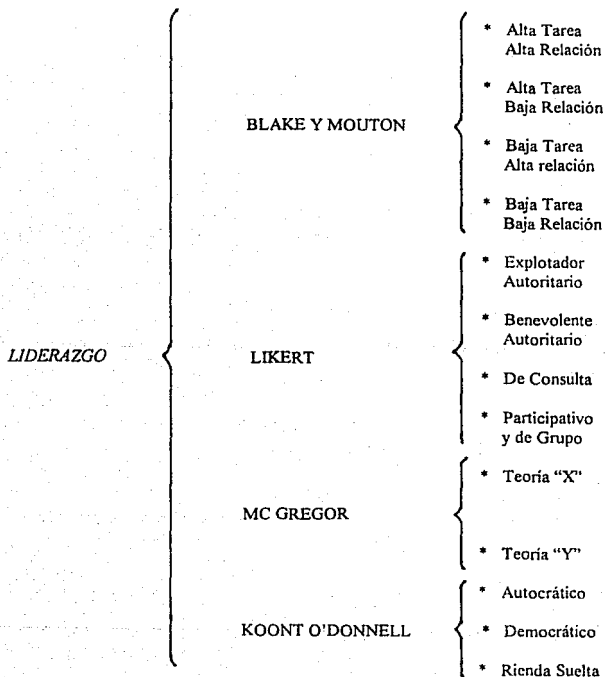 LIDERAZGO
BLAKE Y MOUTON
* Alta Tarea
Alta Relación
* Alta Tarea
Baja Relación
* Baja Tarea
Alta relación
* Baja Tarea
Baja Relación
LIKERT
* Explotador
Autoritario
* Benevolente
Autoritario
* De Consulta
* Participativo
y de Grupo
MC GREGOR
* Teoría “X”
* Teoría “Y”
KOONT O'DONNELL
* Autocrático
* Democrático
* Rienda Suelta